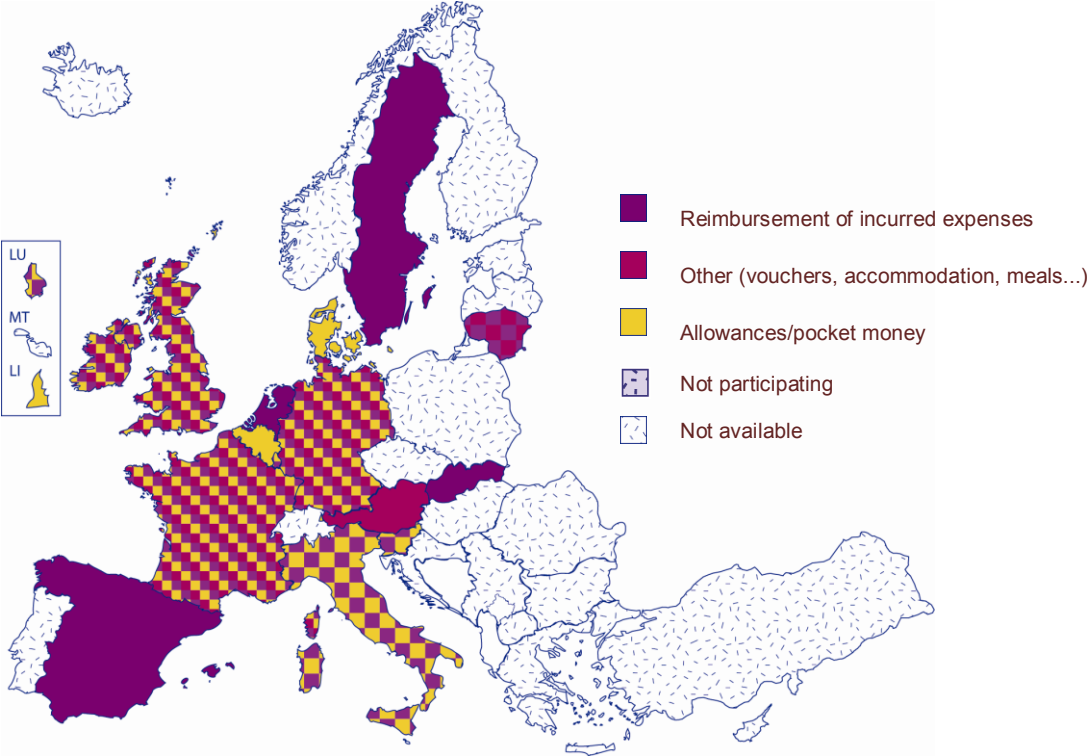 LU
MT
LI
Reimbursement of incurred expenses
Other (vouchers, accommodation, meals...)
Allowances/pocket money
Not participating
Not available